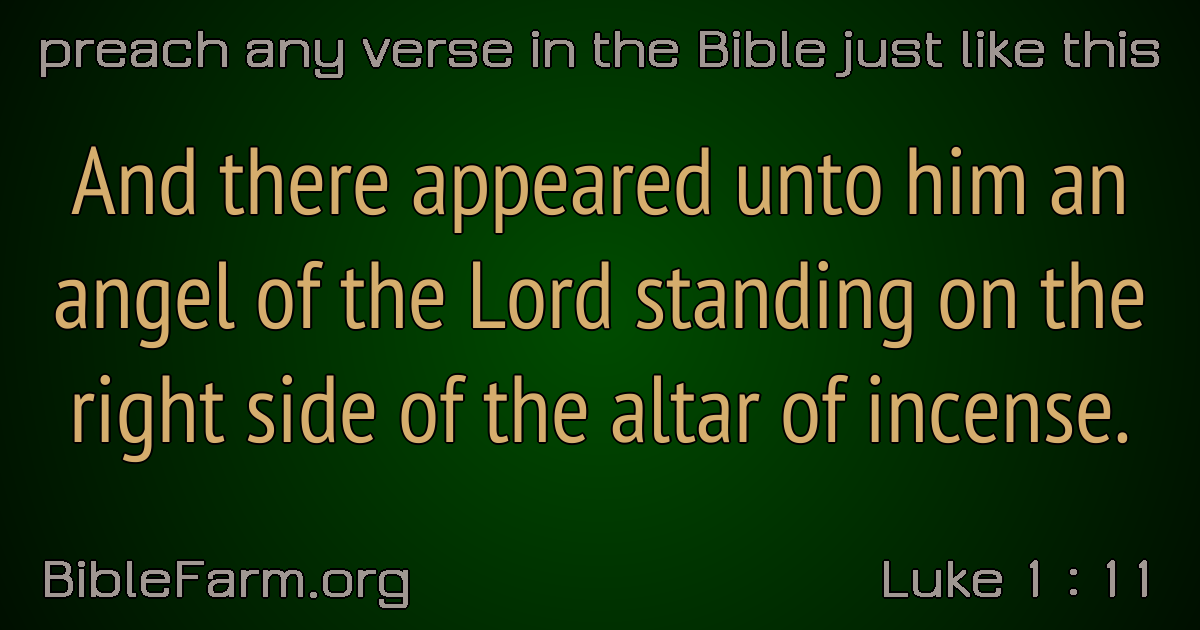 preach any verse in the Bible just like this
And there appeared unto him an
angel of the Lord standing on the
right side of the altar of incense.
BibleFarm.org
Luke 1 : 11